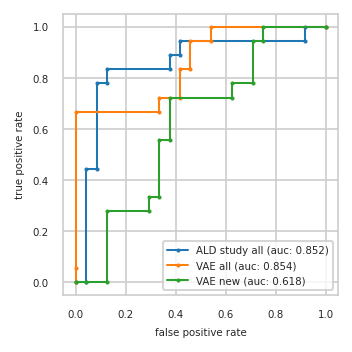 1.0
0.8
0.6
0.4
0.2
0.0
true positive rate
ALD study all (auc: 0.852)
VAE all (auc: 0.854)
VAE new (auc: 0.618)
0.0 0.2 0.4 0.6 0.8 1.0
false positive rate